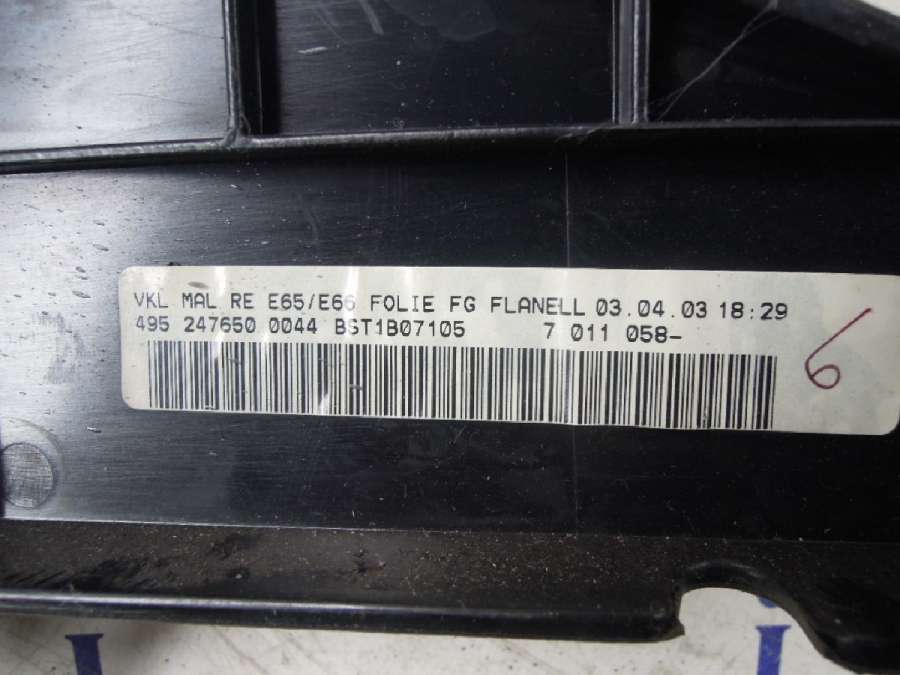 VKL MAL RE E65/E66 FOLIE FG FLANELL 03.04.03 18:29
495 247650 0044 BST1B07105 7 011 058-
6